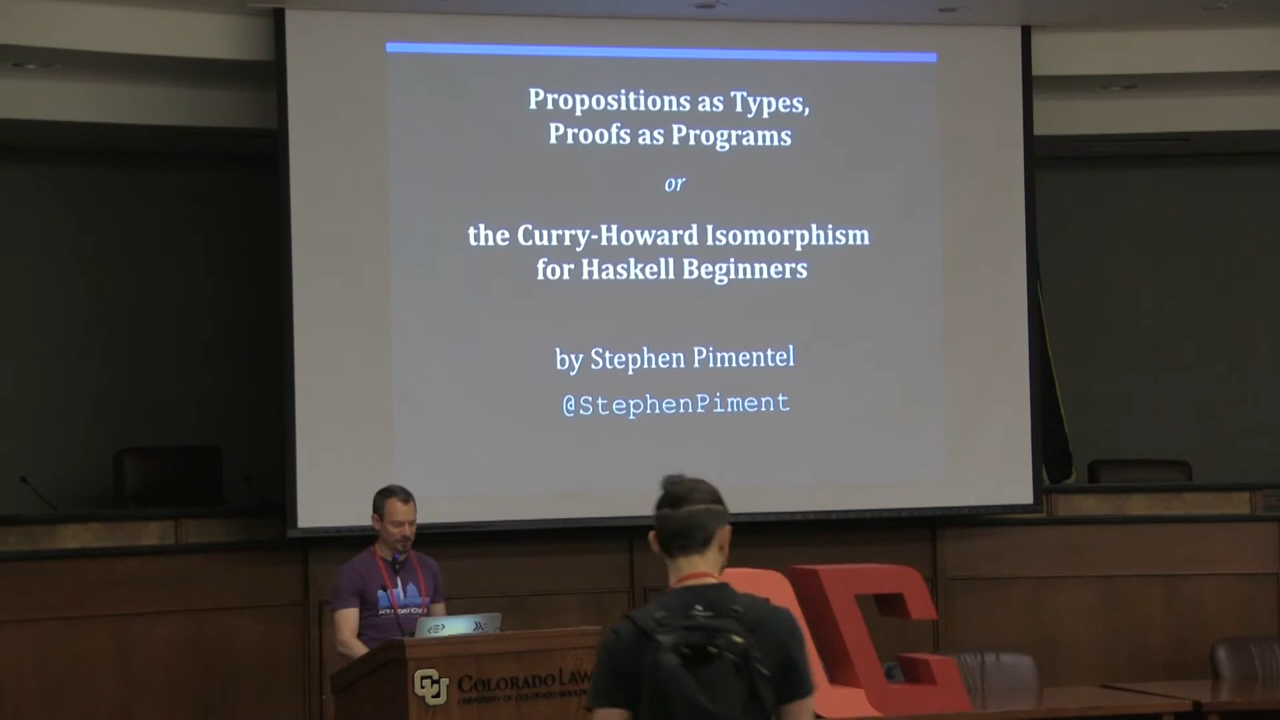 Propositions as Types,
Proofs as Programs
or
the Curry-Howard Isomorphism
for Haskell Beginners
by Stephen Pimentel
@StephenPiment
CU
COLORADO LAW